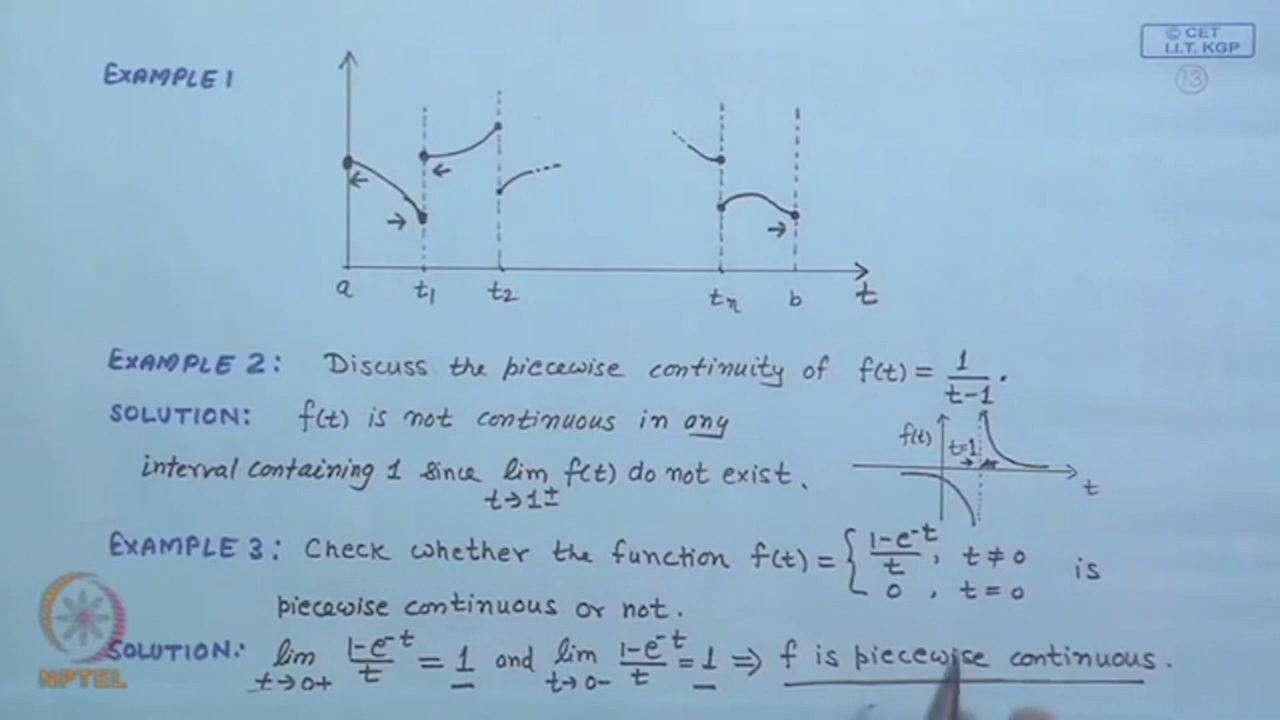 © CET
I.I.T. KGP
13
EXAMPLE 1
a t1 t2 tn b t
EXAMPLE 2: Discuss the piecewise continuity of f(t) = 1/(t-1).
SOLUTION: f(t) is not continuous in any
interval containing 1 since lim f(t) do not exist.
t→1±
f(t) t=1
t
EXAMPLE 3: Check whether the function f(t) = { (1-e^-t)/t, t≠0 is
0, t=0
piecewise continuous or not.
SOLUTION: lim (1-e^-t)/t = 1 and lim (1-e^-t)/t = 1 ⇒ f is piecewise continuous.
t→0+ t→0-
NPTEL